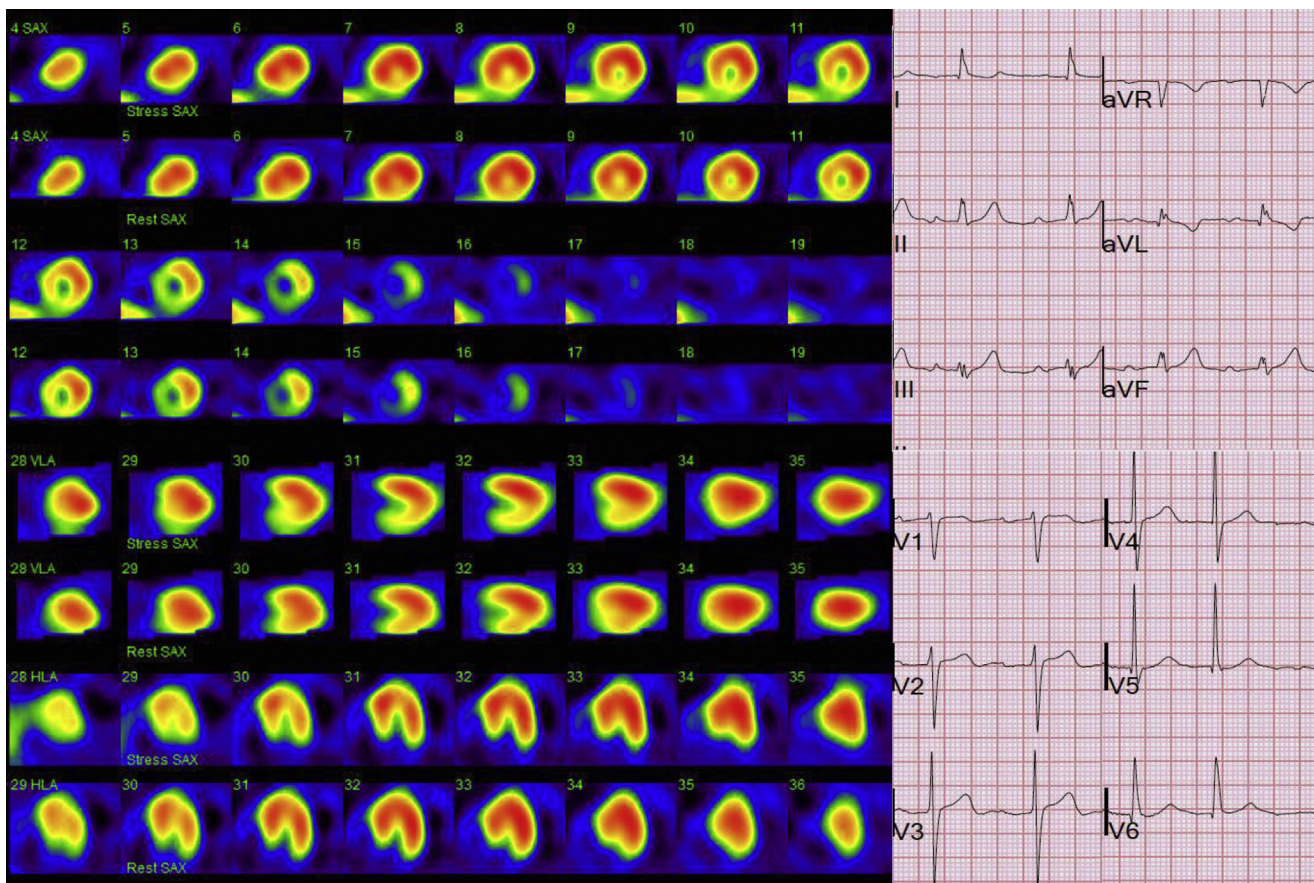 4 SAX 5 6 7 8 9 10 11
Stress SAX
4 SAX 5 6 7 8 9 10 11
Rest SAX
12 13 14 15 16 17 18 19
12 13 14 15 16 17 18 19
28 VLA 29 30 31 32 33 34 35
Stress SAX
28 VLA 29 30 31 32 33 34 35
Rest SAX
28 HLA 29 30 31 32 33 34 35
Stress SAX
29 HLA 30 31 32 33 34 35 36
Rest SAX
I aVR
II aVL
III aVF
V1 V4
V2 V5
V3 V6